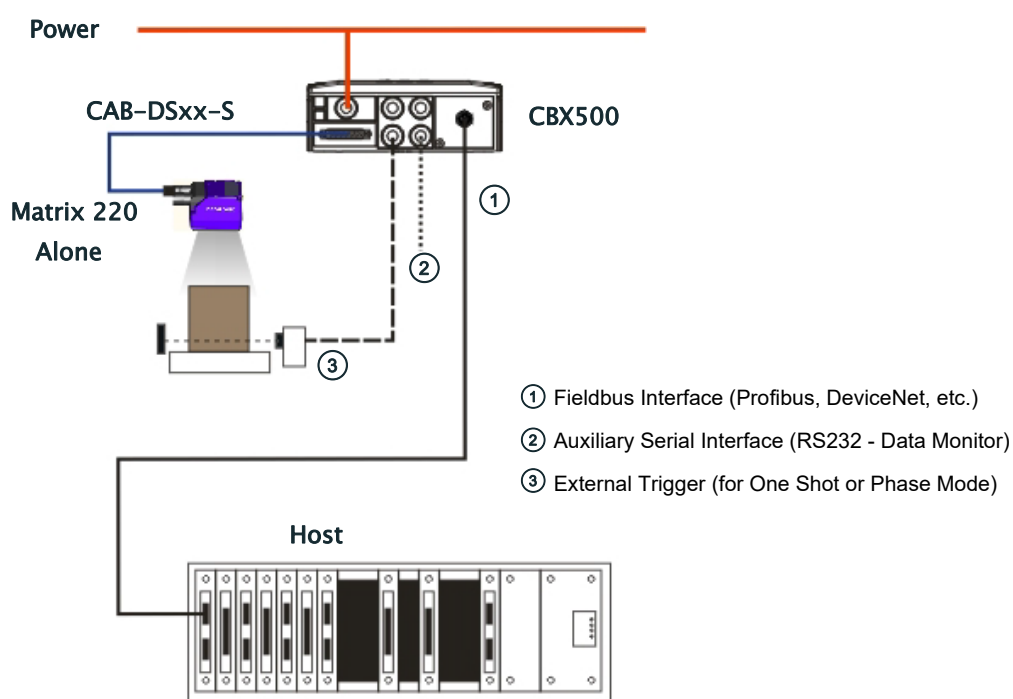 Power
CAB-DSxx-S
CBX500
Matrix 220
Alone
1
2
3
1 Fieldbus Interface (Profibus, DeviceNet, etc.)
2 Auxiliary Serial Interface (RS232 - Data Monitor)
3 External Trigger (for One Shot or Phase Mode)
Host